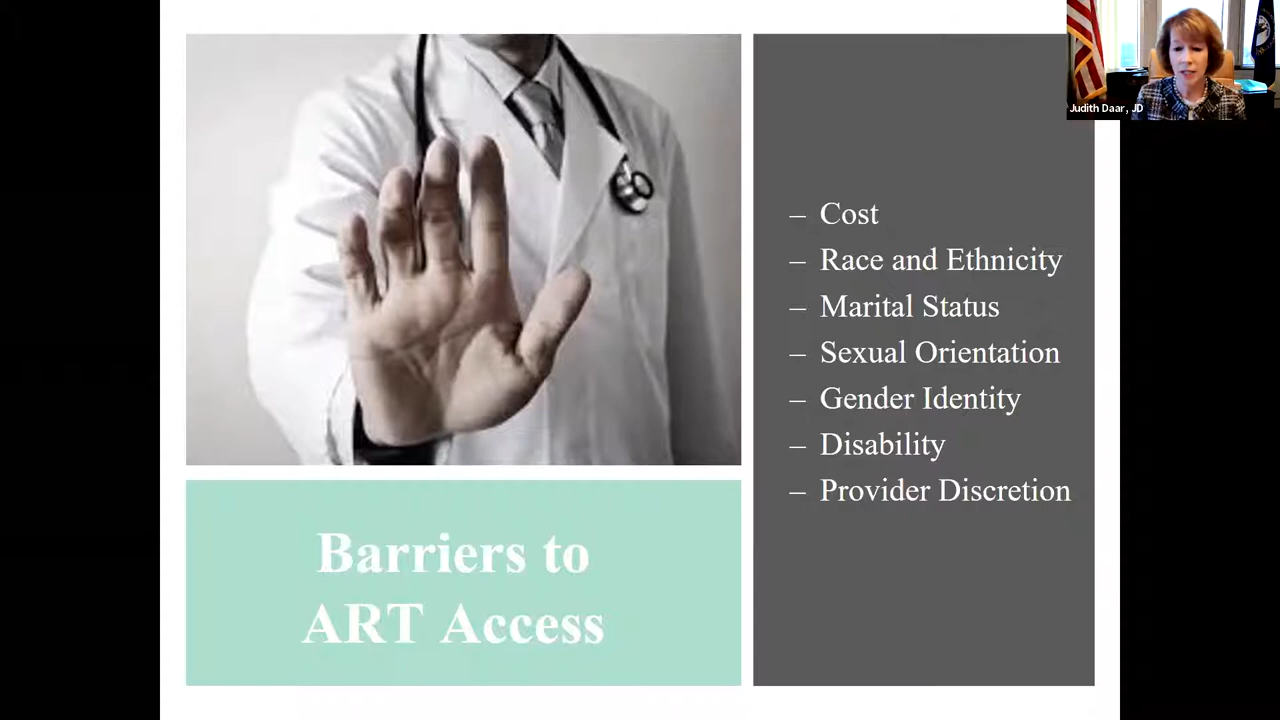 Judith Daar, JD
– Cost
– Race and Ethnicity
– Marital Status
– Sexual Orientation
– Gender Identity
– Disability
– Provider Discretion
Barriers to
ART Access